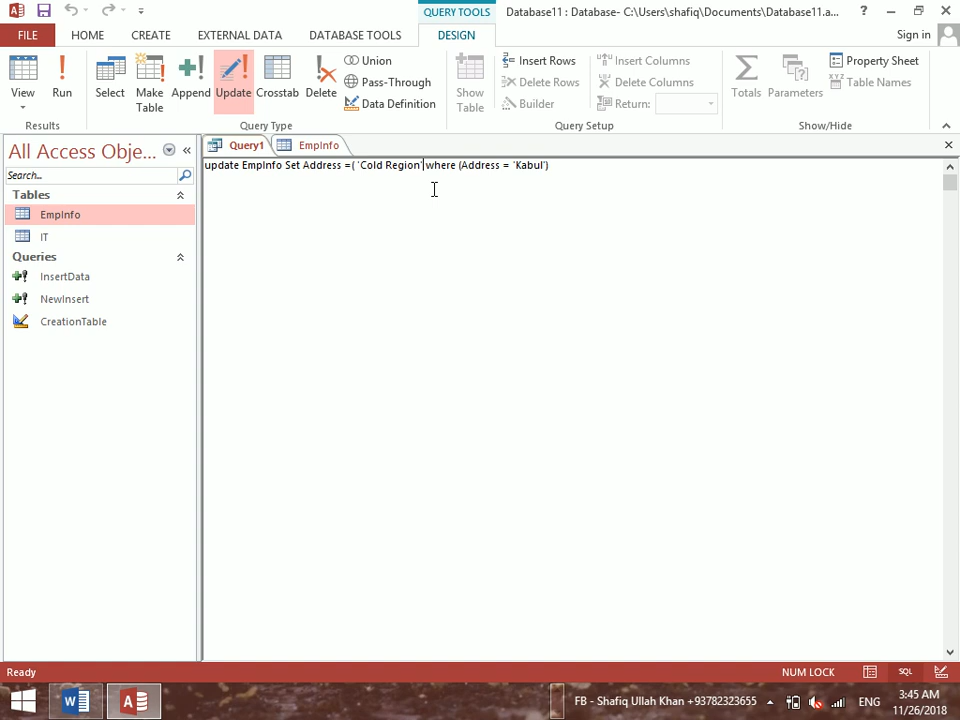 QUERY TOOLS
Database11 : Database- C:\Users\shafiq\Documents\Database11.a...
?
FILE
HOME
CREATE
EXTERNAL DATA
DATABASE TOOLS
DESIGN
Sign in
View
Run
Select
Make Table
Append
Update
Crosstab
Delete
Union
Pass-Through
Data Definition
Show Table
Insert Rows
Delete Rows
Builder
Insert Columns
Delete Columns
Return:
Totals
Parameters
Property Sheet
Table Names
Results
Query Type
Query Setup
Show/Hide
All Access Obje...
Search...
Tables
EmpInfo
IT
Queries
InsertData
NewInsert
CreationTable
Query1
EmpInfo
update EmpInfo Set Address =( 'Cold Region' where (Address = 'Kabul')
Ready
NUM LOCK
SQL
FB - Shafiq Ullah Khan +93782323655
ENG
3:45 AM
11/26/2018